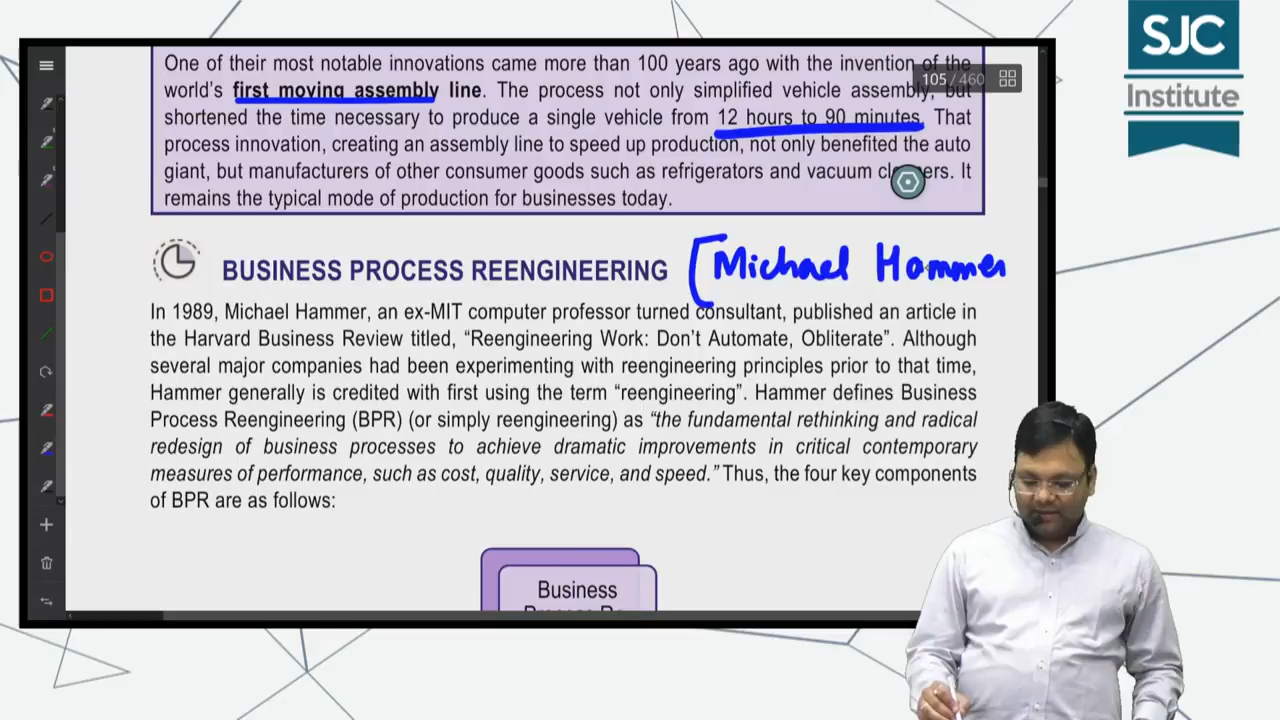 One of their most notable innovations came more than 100 years ago with the invention of the
105 / 460
world's first moving assembly line. The process not only simplified vehicle assembly, but
shortened the time necessary to produce a single vehicle from 12 hours to 90 minutes. That
process innovation, creating an assembly line to speed up production, not only benefited the auto
giant, but manufacturers of other consumer goods such as refrigerators and vacuum It
remains the typical mode of production for businesses today.
BUSINESS PROCESS REENGINEERING [Michael Hammer
In 1989, Michael Hammer, an ex-MIT computer professor turned consultant, published an article in
the Harvard Business Review titled, “Reengineering Work: Don't Automate, Obliterate”. Although
several major companies had been experimenting with reengineering principles prior to that time,
Hammer generally is credited with first using the term “reengineering”. Hammer defines Business
Process Reengineering (BPR) (or simply reengineering) as “the fundamental rethinking and radical
redesign of business processes to achieve dramatic improvements in critical contemporary
measures of performance, such as cost, quality, service, and speed.” Thus, the four key components
of BPR are as follows:
Business
SJC
Institute